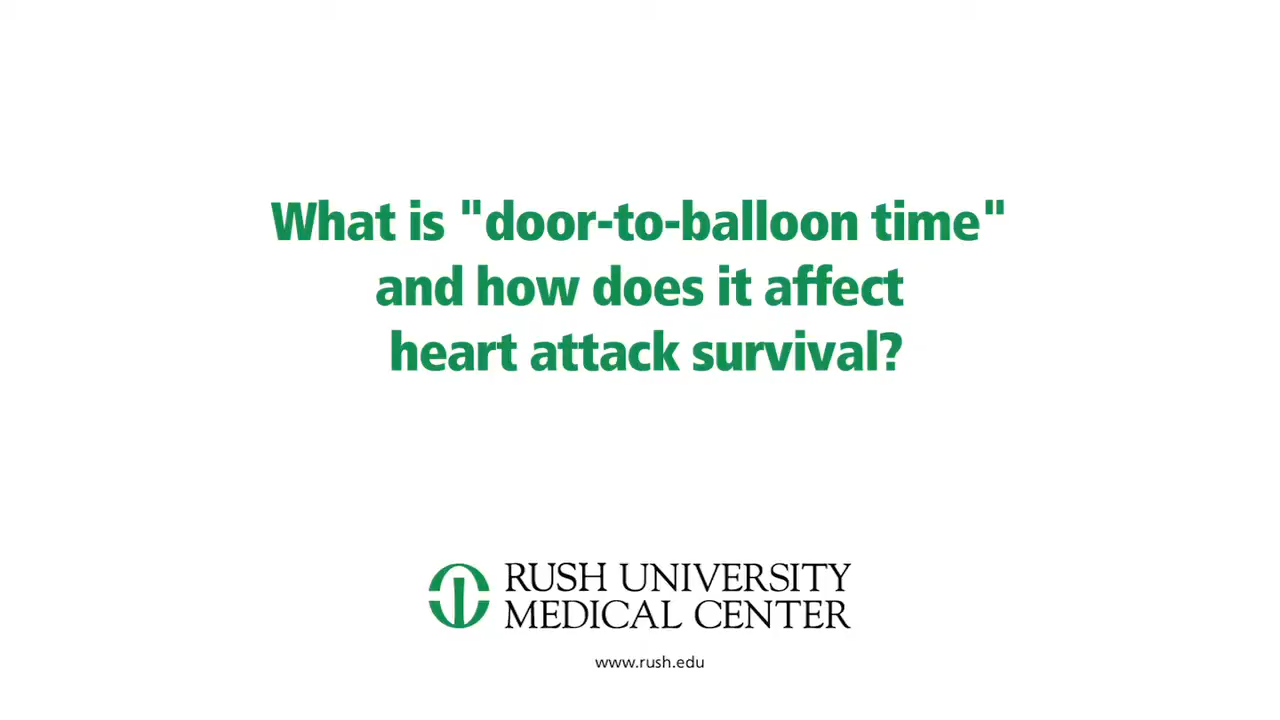 What is "door-to-balloon time"
and how does it affect
heart attack survival?
RUSH UNIVERSITY
MEDICAL CENTER
www.rush.edu